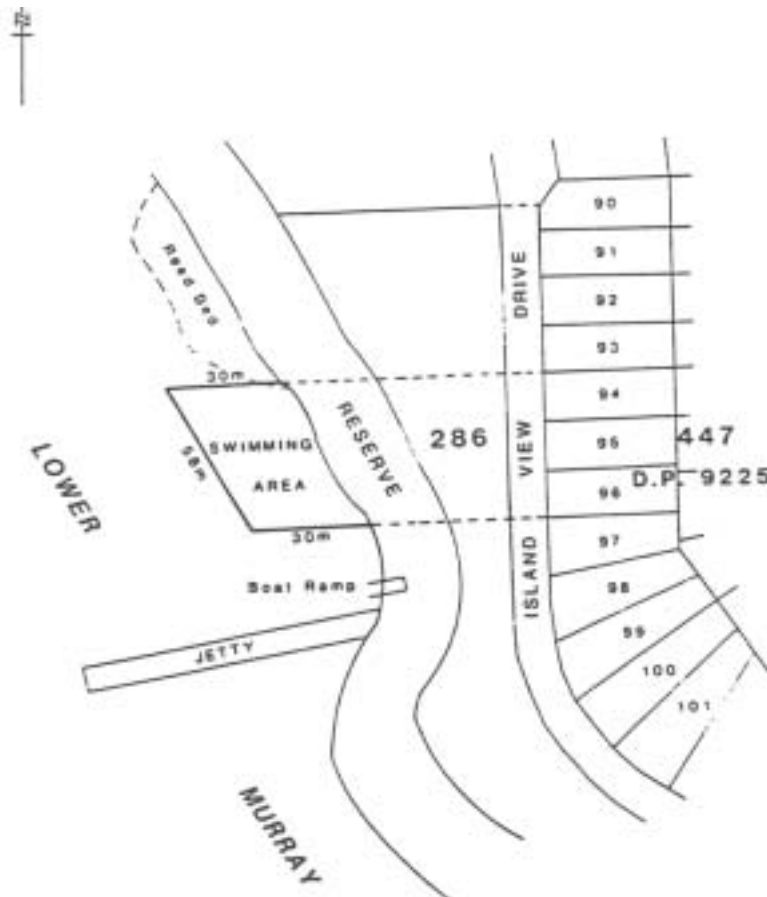 N
90
91
92
93
94
95
96
97
98
99
100
101
Reed Bed
30m
SWIMMING
AREA
58m
30m
RESERVE
286
447
D.P. 9225
ISLAND VIEW DRIVE
LOWER
Boat Ramp
JETTY
MURRAY